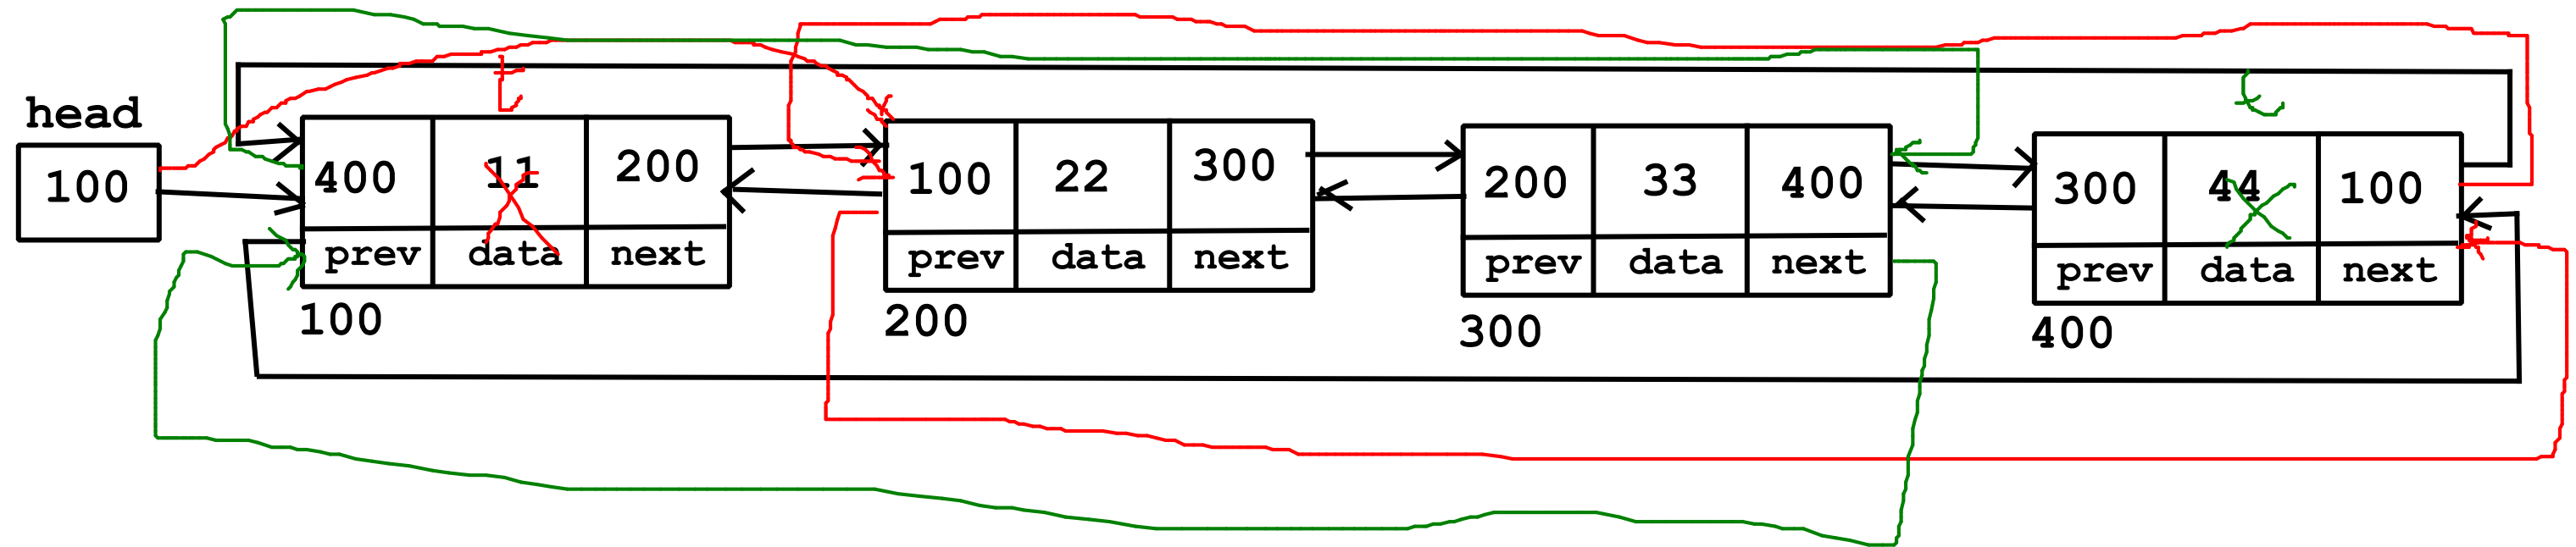 head
100
400 11 200
prev data next
100
100 22 300
prev data next
200
200 33 400
prev data next
300
300 44 100
prev data next
400
t
t